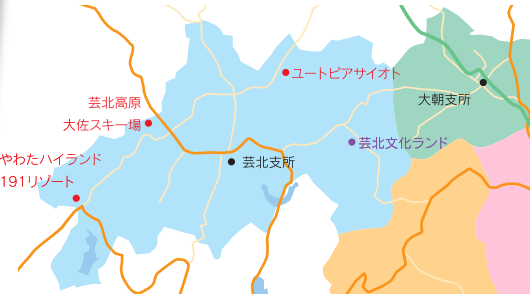 ユートピアサイオト
大朝支所
芸北高原
大佐スキー場
芸北文化ランド
やわたハイランド
191リゾート
芸北支所